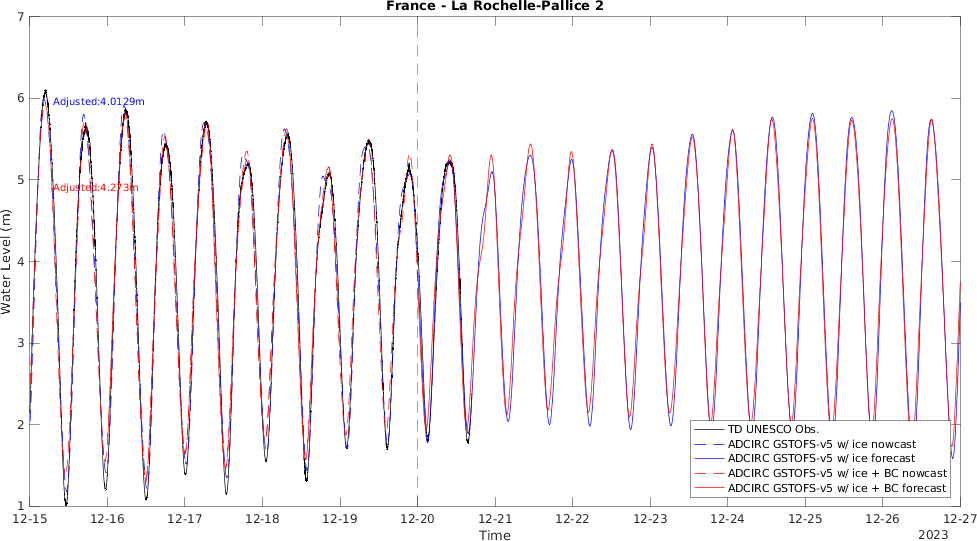 France - La Rochelle-Pallice 2
7
6
5
4
3
2
1
Water Level (m)
Adjusted:4.0129m
Adjusted:4.273m
TD UNESCO Obs.
ADCIRC GSTOFS-v5 w/ ice nowcast
ADCIRC GSTOFS-v5 w/ ice forecast
ADCIRC GSTOFS-v5 w/ ice + BC nowcast
ADCIRC GSTOFS-v5 w/ ice + BC forecast
12-15 12-16 12-17 12-18 12-19 12-20 12-21 12-22 12-23 12-24 12-25 12-26 12-27
Time
2023